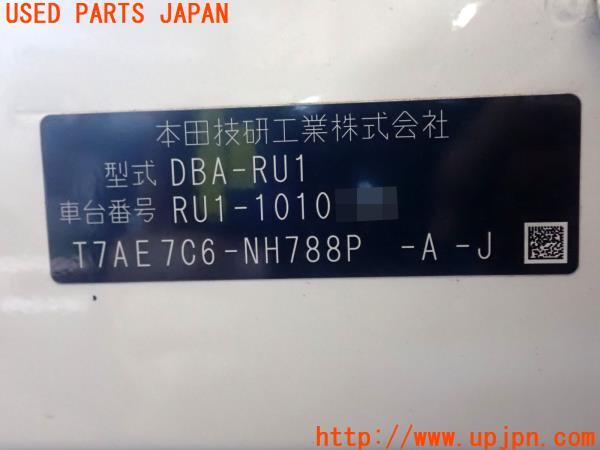 USED PARTS JAPAN
本田技研工業株式会社
型式 DBA-RU1
車台番号 RU1-1010
T7AE7C6-NH788P -A -J
http://www.upjpn.com/